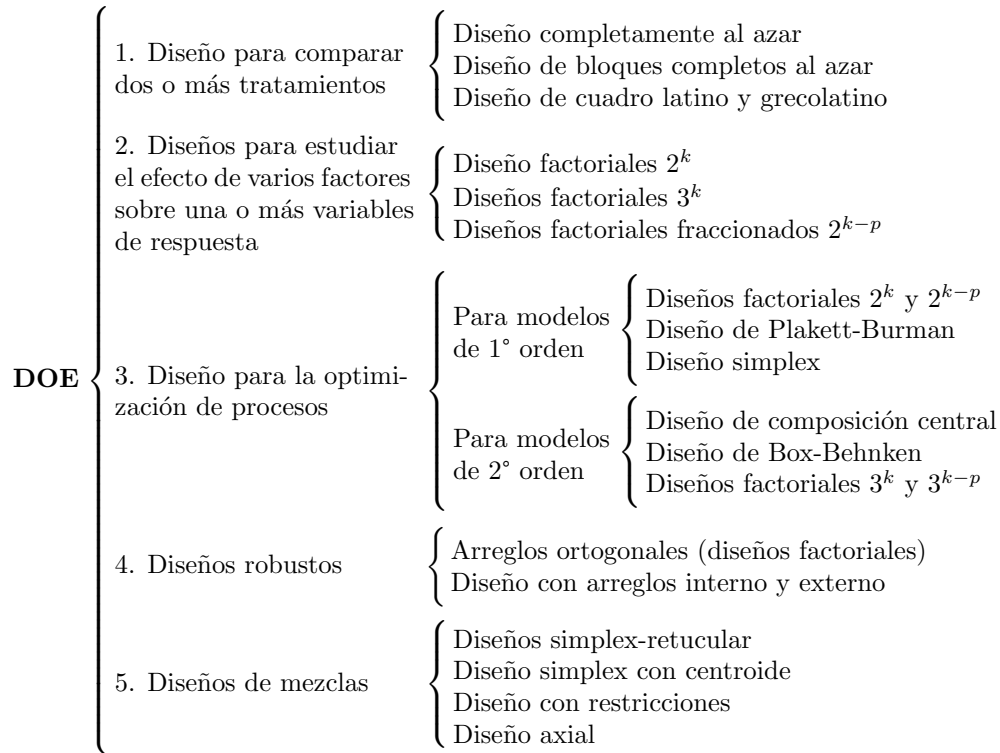 DOE
1. Diseño para comparar
dos o más tratamientos
Diseño completamente al azar
Diseño de bloques completos al azar
Diseño de cuadro latino y grecolatino
2. Diseños para estudiar
el efecto de varios factores
sobre una o más variables
de respuesta
Diseño factoriales 2^k
Diseños factoriales 3^k
Diseños factoriales fraccionados 2^{k−p}
3. Diseño para la optimi-
zación de procesos
Para modelos
de 1° orden
Diseños factoriales 2^k y 2^{k−p}
Diseño de Plakett-Burman
Diseño simplex
Para modelos
de 2° orden
Diseño de composición central
Diseño de Box-Behnken
Diseños factoriales 3^k y 3^{k−p}
4. Diseños robustos
Arreglos ortogonales (diseños factoriales)
Diseño con arreglos interno y externo
5. Diseños de mezclas
Diseños simplex-retucular
Diseño simplex con centroide
Diseño con restricciones
Diseño axial